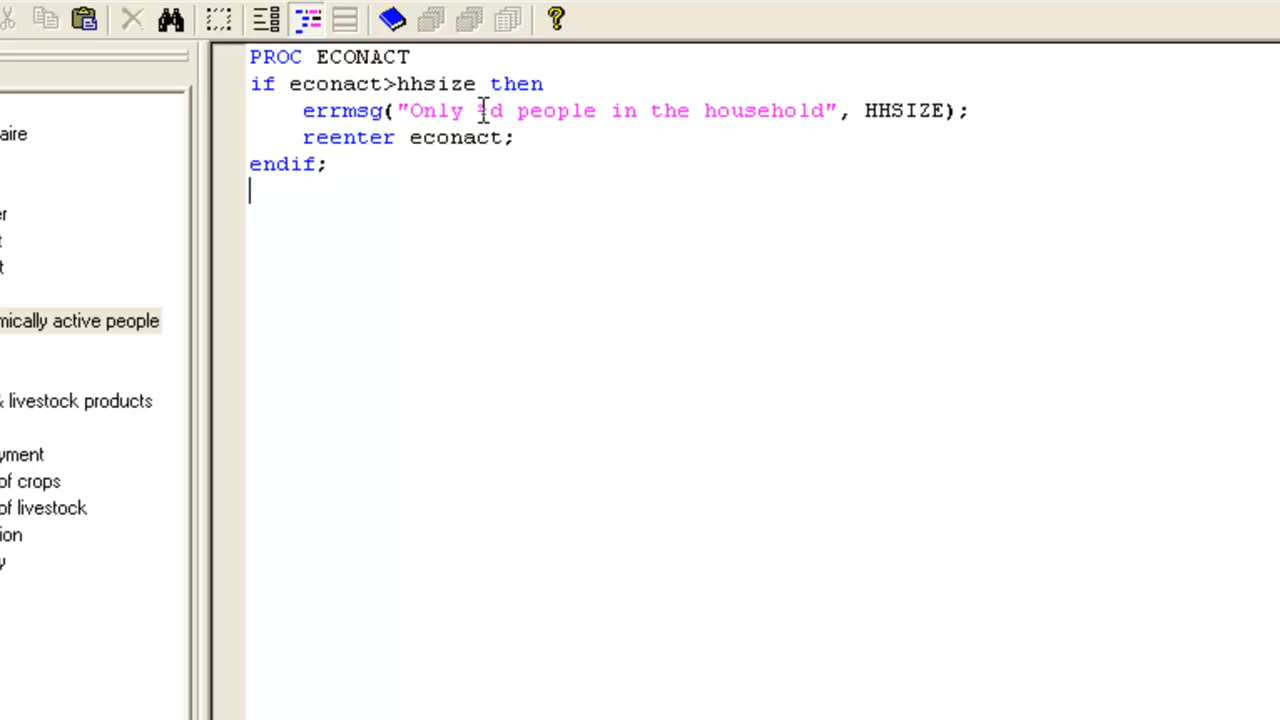 PROC ECONACT
if econact>hhsize then
errmsg("Only %d people in the household", HHSIZE);
reenter econact;
endif;
aire
er
t
t
mically active people
& livestock products
yment
of crops
of livestock
ion
y